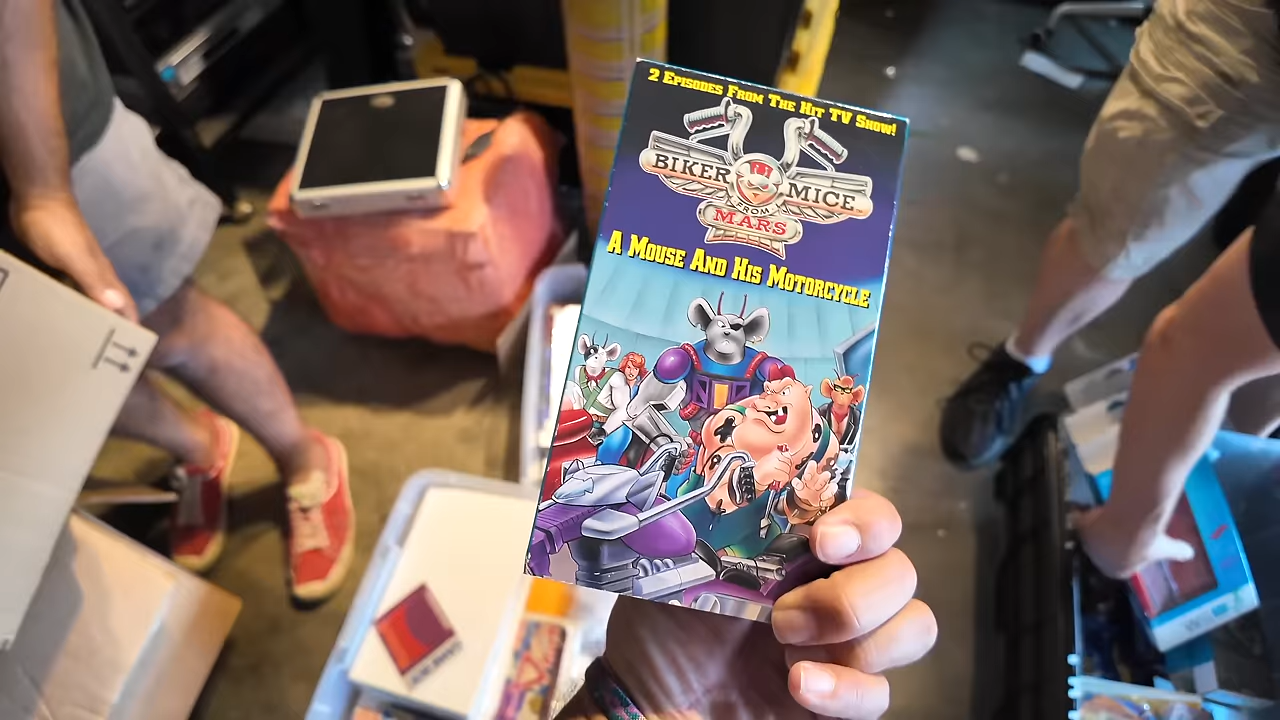 2 Episodes From The Hit TV Show!
BIKER MICE
FROM
MARS
A Mouse And His Motorcycle